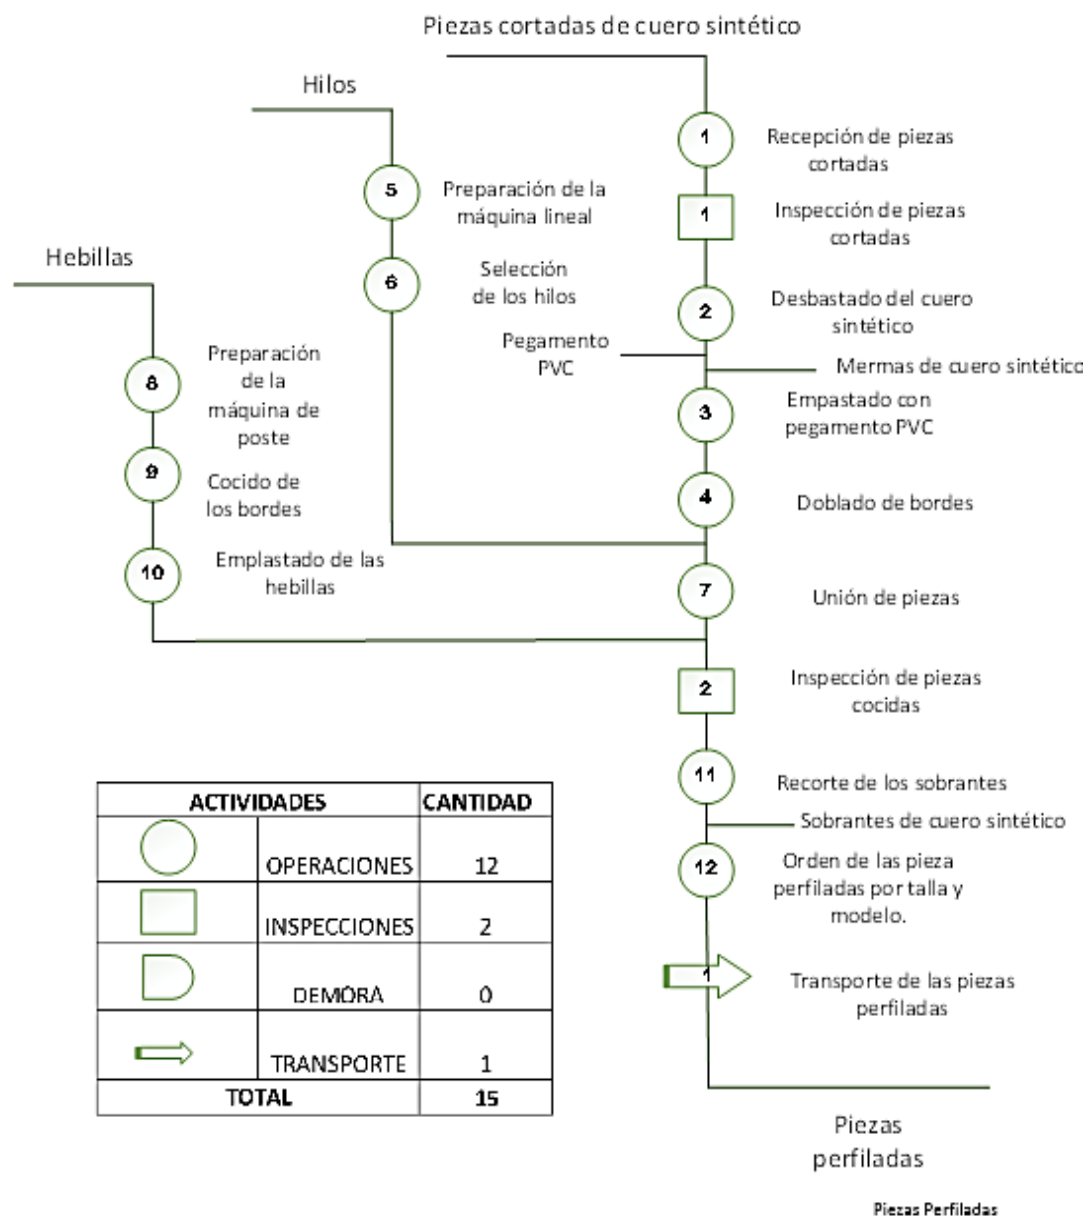 Piezas cortadas de cuero sintético
Hilos
Hebillas
1
Recepción de piezas
cortadas
1
Inspección de piezas
cortadas
2
Desbastado del cuero
sintético
Pegamento
PVC
Mermas de cuero sintético
3
Empastado con
pegamento PVC
4
Doblado de bordes
5
Preparación de la
máquina lineal
6
Selección
de los hilos
8
Preparación
de la
máquina de
poste
9
Cocido de
los bordes
10
Emplastado de las
hebillas
7
Unión de piezas
2
Inspección de piezas
cocidas
11
Recorte de los sobrantes
Sobrantes de cuero sintético
12
Orden de las pieza
perfiladas por talla y
modelo.
1
Transporte de las piezas
perfiladas
Piezas
perfiladas
ACTIVIDADES CANTIDAD
OPERACIONES 12
INSPECCIONES 2
DEMORA 0
TRANSPORTE 1
TOTAL 15
Piezas Perfiladas